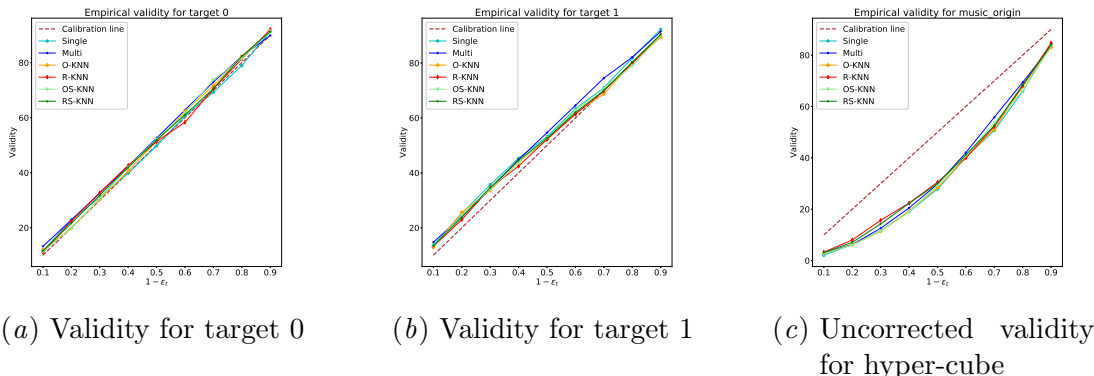 Empirical validity for target 0
Calibration line
Single
Multi
O-KNN
R-KNN
OS-KNN
RS-KNN
Validity
80
60
40
20
0.1 0.2 0.3 0.4 0.5 0.6 0.7 0.8 0.9
1 − ε_t
(a) Validity for target 0
Empirical validity for target 1
Calibration line
Single
Multi
O-KNN
R-KNN
OS-KNN
RS-KNN
Validity
80
60
40
20
0.1 0.2 0.3 0.4 0.5 0.6 0.7 0.8 0.9
1 − ε_t
(b) Validity for target 1
Empirical validity for music_origin
Calibration line
Single
Multi
O-KNN
R-KNN
OS-KNN
RS-KNN
Validity
80
60
40
20
0
0.1 0.2 0.3 0.4 0.5 0.6 0.7 0.8 0.9
1 − ε_t
(c) Uncorrected validity
for hyper-cube